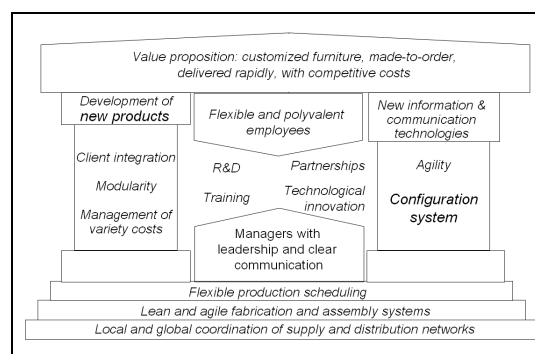 Value proposition: customized furniture, made-to-order,
delivered rapidly, with competitive costs
Development of
new products
Flexible and polyvalent
employees
New information &
communication
technologies
Client integration
Modularity
Management of
variety costs
R&D
Partnerships
Training
Technological
innovation
Agility
Configuration
system
Managers with
leadership and clear
communication
Flexible production scheduling
Lean and agile fabrication and assembly systems
Local and global coordination of supply and distribution networks